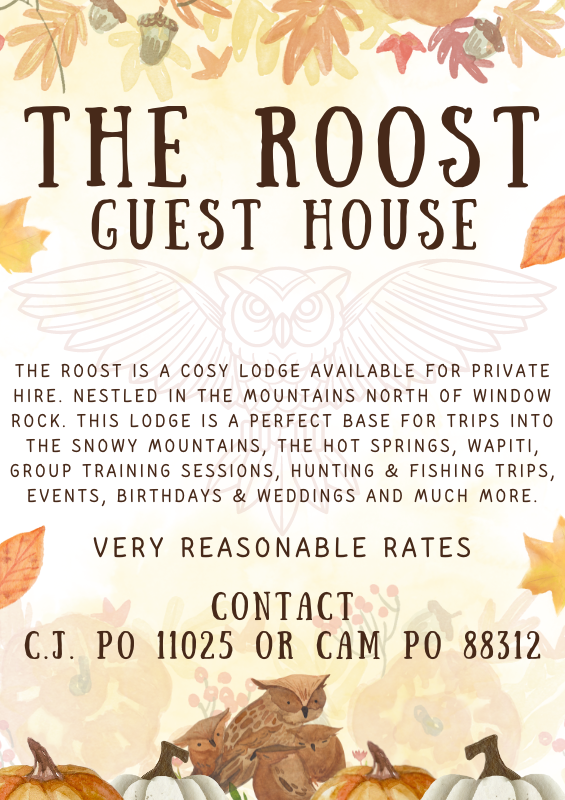 THE ROOST
GUEST HOUSE
THE ROOST IS A COSY LODGE AVAILABLE FOR PRIVATE
HIRE. NESTLED IN THE MOUNTAINS NORTH OF WINDOW
ROCK. THIS LODGE IS A PERFECT BASE FOR TRIPS INTO
THE SNOWY MOUNTAINS, THE HOT SPRINGS, WAPITI,
GROUP TRAINING SESSIONS, HUNTING & FISHING TRIPS,
EVENTS, BIRTHDAYS & WEDDINGS AND MUCH MORE.
VERY REASONABLE RATES
CONTACT
C.J. PO 11025 OR CAM PO 88312